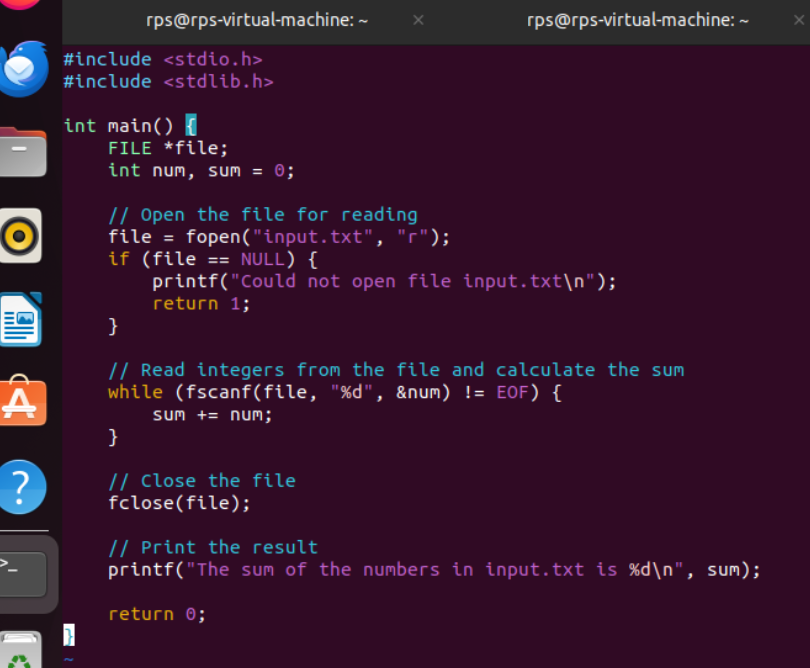 rps@rps-virtual-machine: ~ × rps@rps-virtual-machine: ~ ×
#include <stdio.h>
#include <stdlib.h>

int main() {
    FILE *file;
    int num, sum = 0;

    // Open the file for reading
    file = fopen("input.txt", "r");
    if (file == NULL) {
        printf("Could not open file input.txt\n");
        return 1;
    }

    // Read integers from the file and calculate the sum
    while (fscanf(file, "%d", &num) != EOF) {
        sum += num;
    }

    // Close the file
    fclose(file);

    // Print the result
    printf("The sum of the numbers in input.txt is %d\n", sum);

    return 0;
}
~